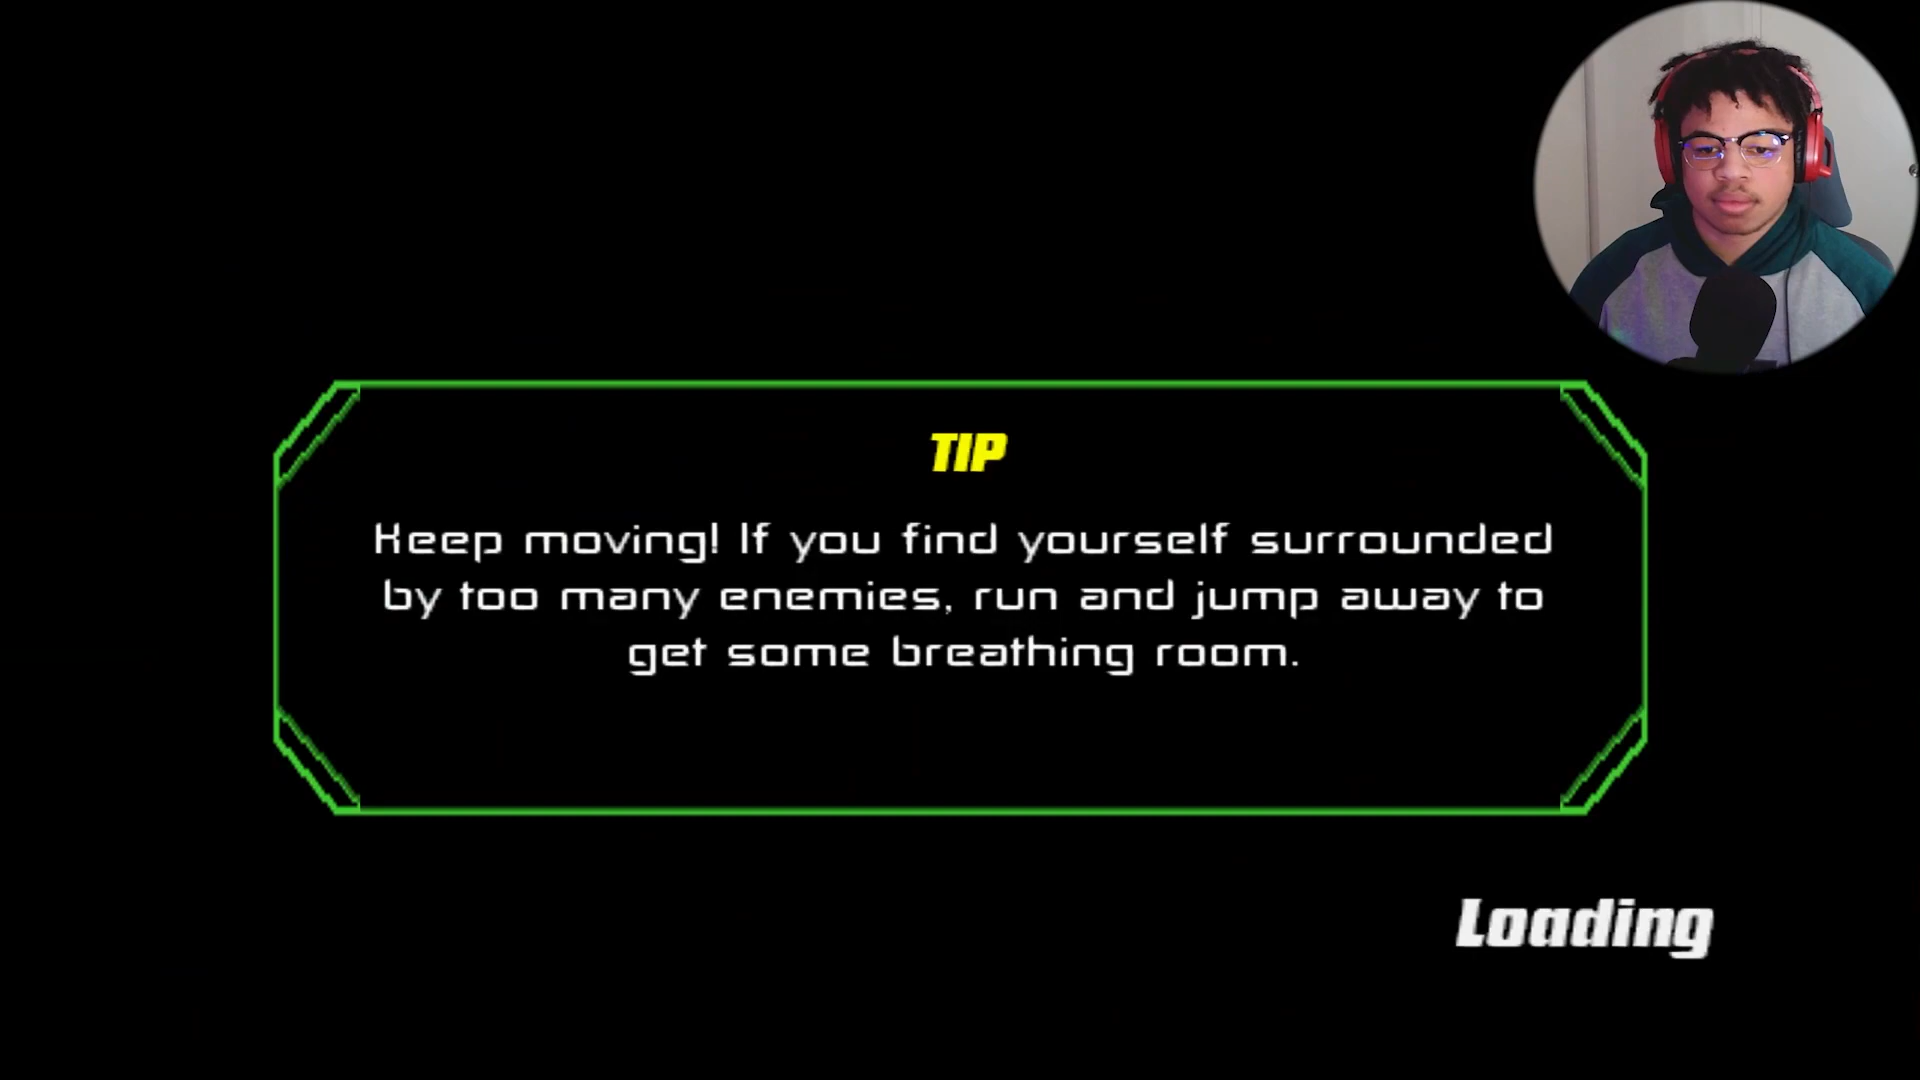 TIP
Keep moving! If you find yourself surrounded
by too many enemies, run and jump away to
get some breathing room.
Loading